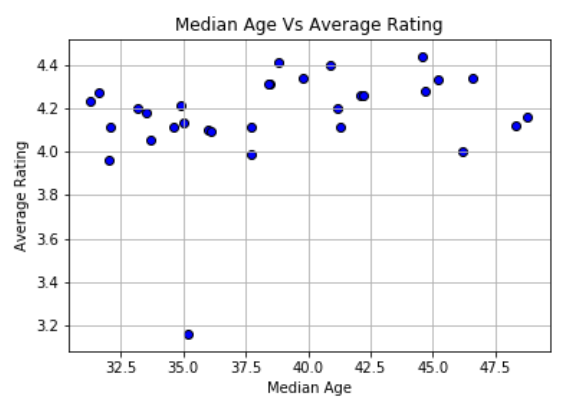 Median Age Vs Average Rating
4.4
4.2
4.0
3.8
3.6
3.4
3.2
Average Rating
32.5 35.0 37.5 40.0 42.5 45.0 47.5
Median Age